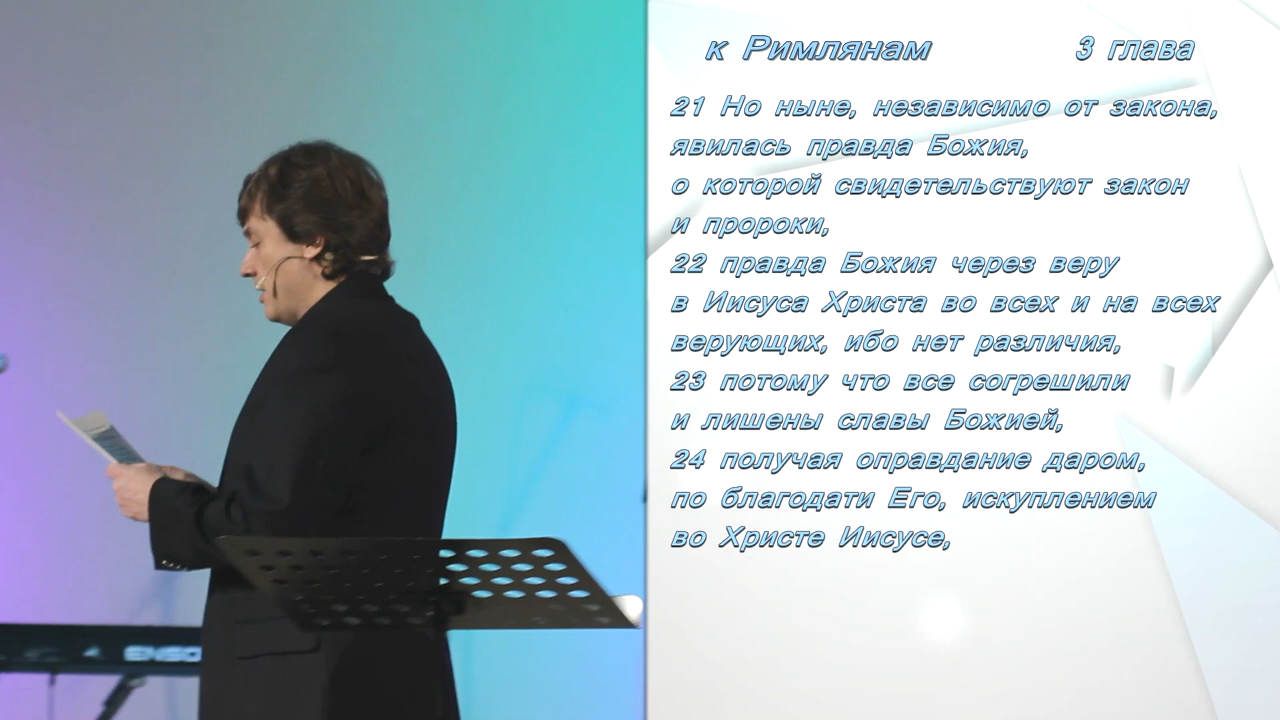 к Римлянам 3 глава
21 Но ныне, независимо от закона,
явилась правда Божия,
о которой свидетельствуют закон
и пророки,
22 правда Божия через веру
в Иисуса Христа во всех и на всех
верующих, ибо нет различия,
23 потому что все согрешили
и лишены славы Божией,
24 получая оправдание даром,
по благодати Его, искуплением
во Христе Иисусе,
ENSO